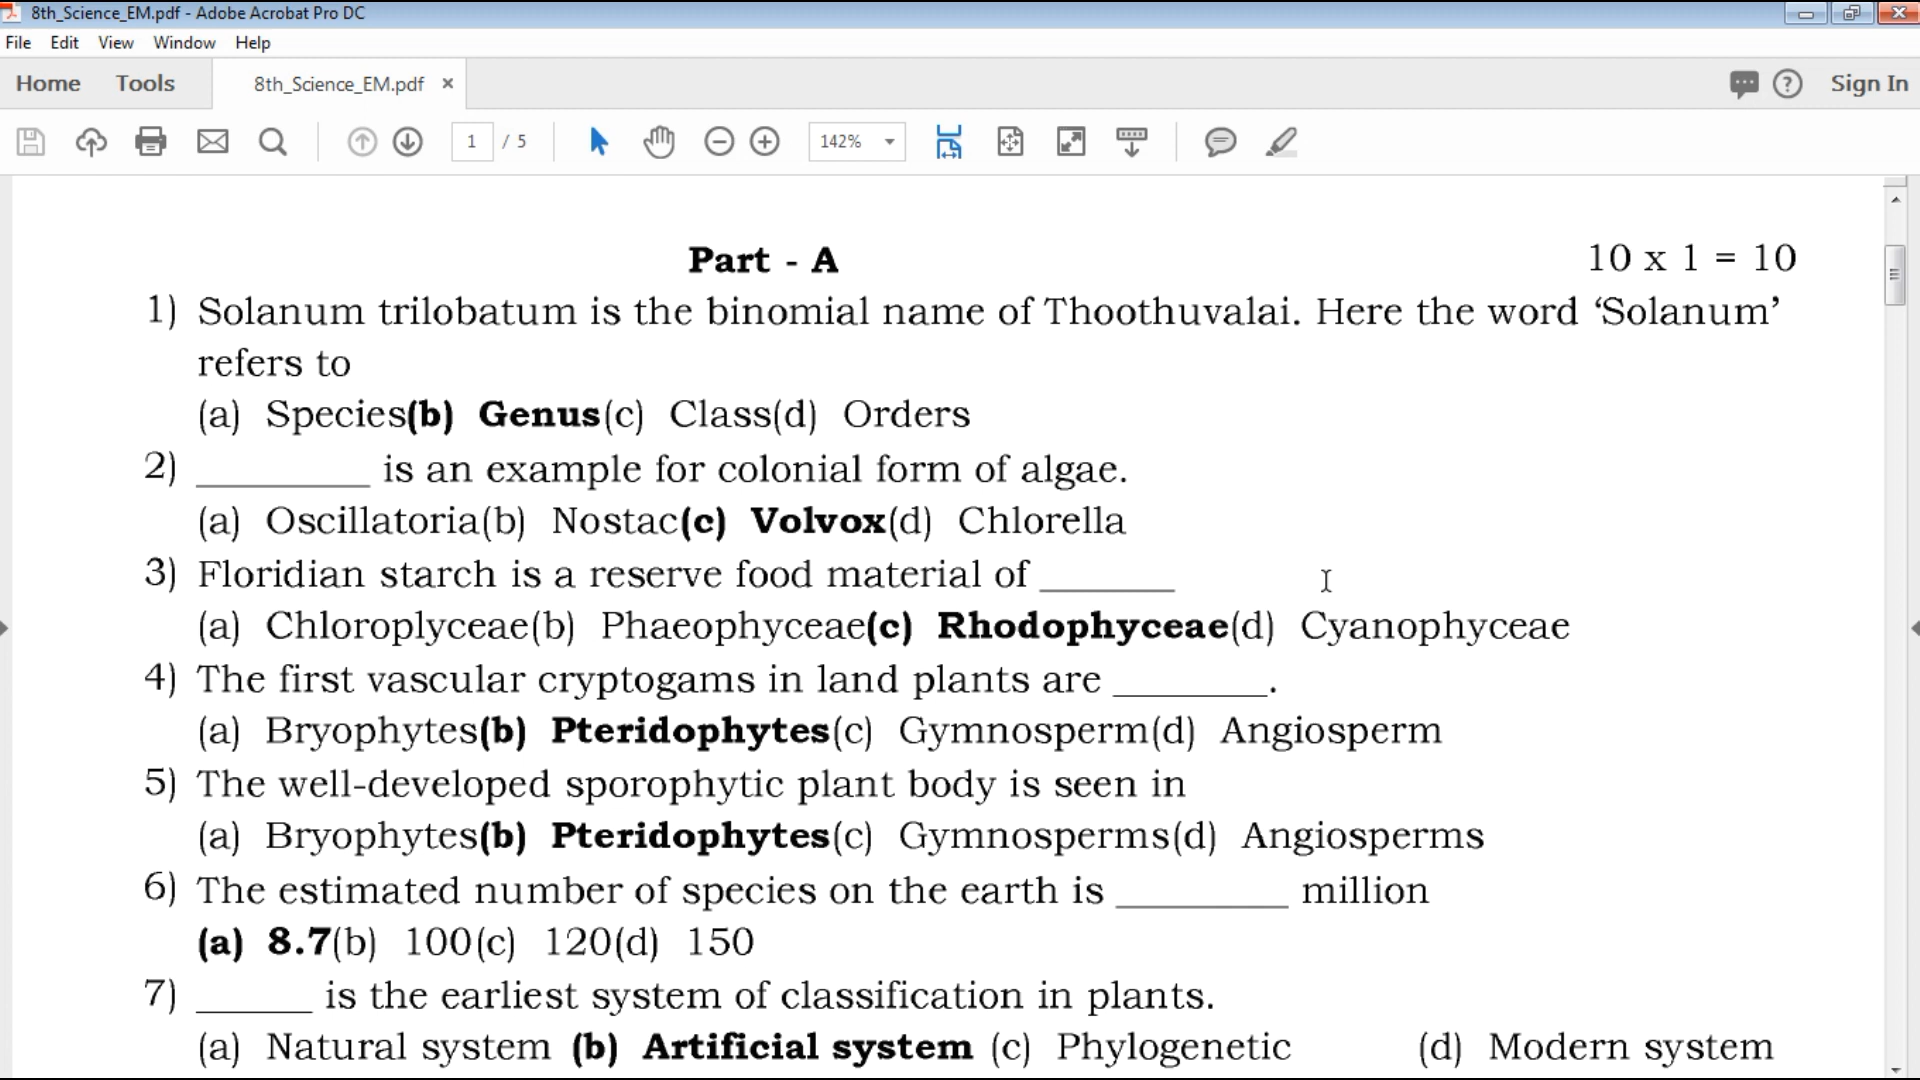 8th_Science_EM.pdf - Adobe Acrobat Pro DC
File Edit View Window Help
Home Tools 8th_Science_EM.pdf × Sign In
1 / 5 142%
Part - A 10 x 1 = 10
1) Solanum trilobatum is the binomial name of Thoothuvalai. Here the word ‘Solanum’
refers to
(a) Species(b) Genus(c) Class(d) Orders
2) _________ is an example for colonial form of algae.
(a) Oscillatoria(b) Nostac(c) Volvox(d) Chlorella
3) Floridian starch is a reserve food material of _______
(a) Chloroplyceae(b) Phaeophyceae(c) Rhodophyceae(d) Cyanophyceae
4) The first vascular cryptogams in land plants are ________.
(a) Bryophytes(b) Pteridophytes(c) Gymnosperm(d) Angiosperm
5) The well-developed sporophytic plant body is seen in
(a) Bryophytes(b) Pteridophytes(c) Gymnosperms(d) Angiosperms
6) The estimated number of species on the earth is _________ million
(a) 8.7(b) 100(c) 120(d) 150
7) ______ is the earliest system of classification in plants.
(a) Natural system (b) Artificial system (c) Phylogenetic (d) Modern system